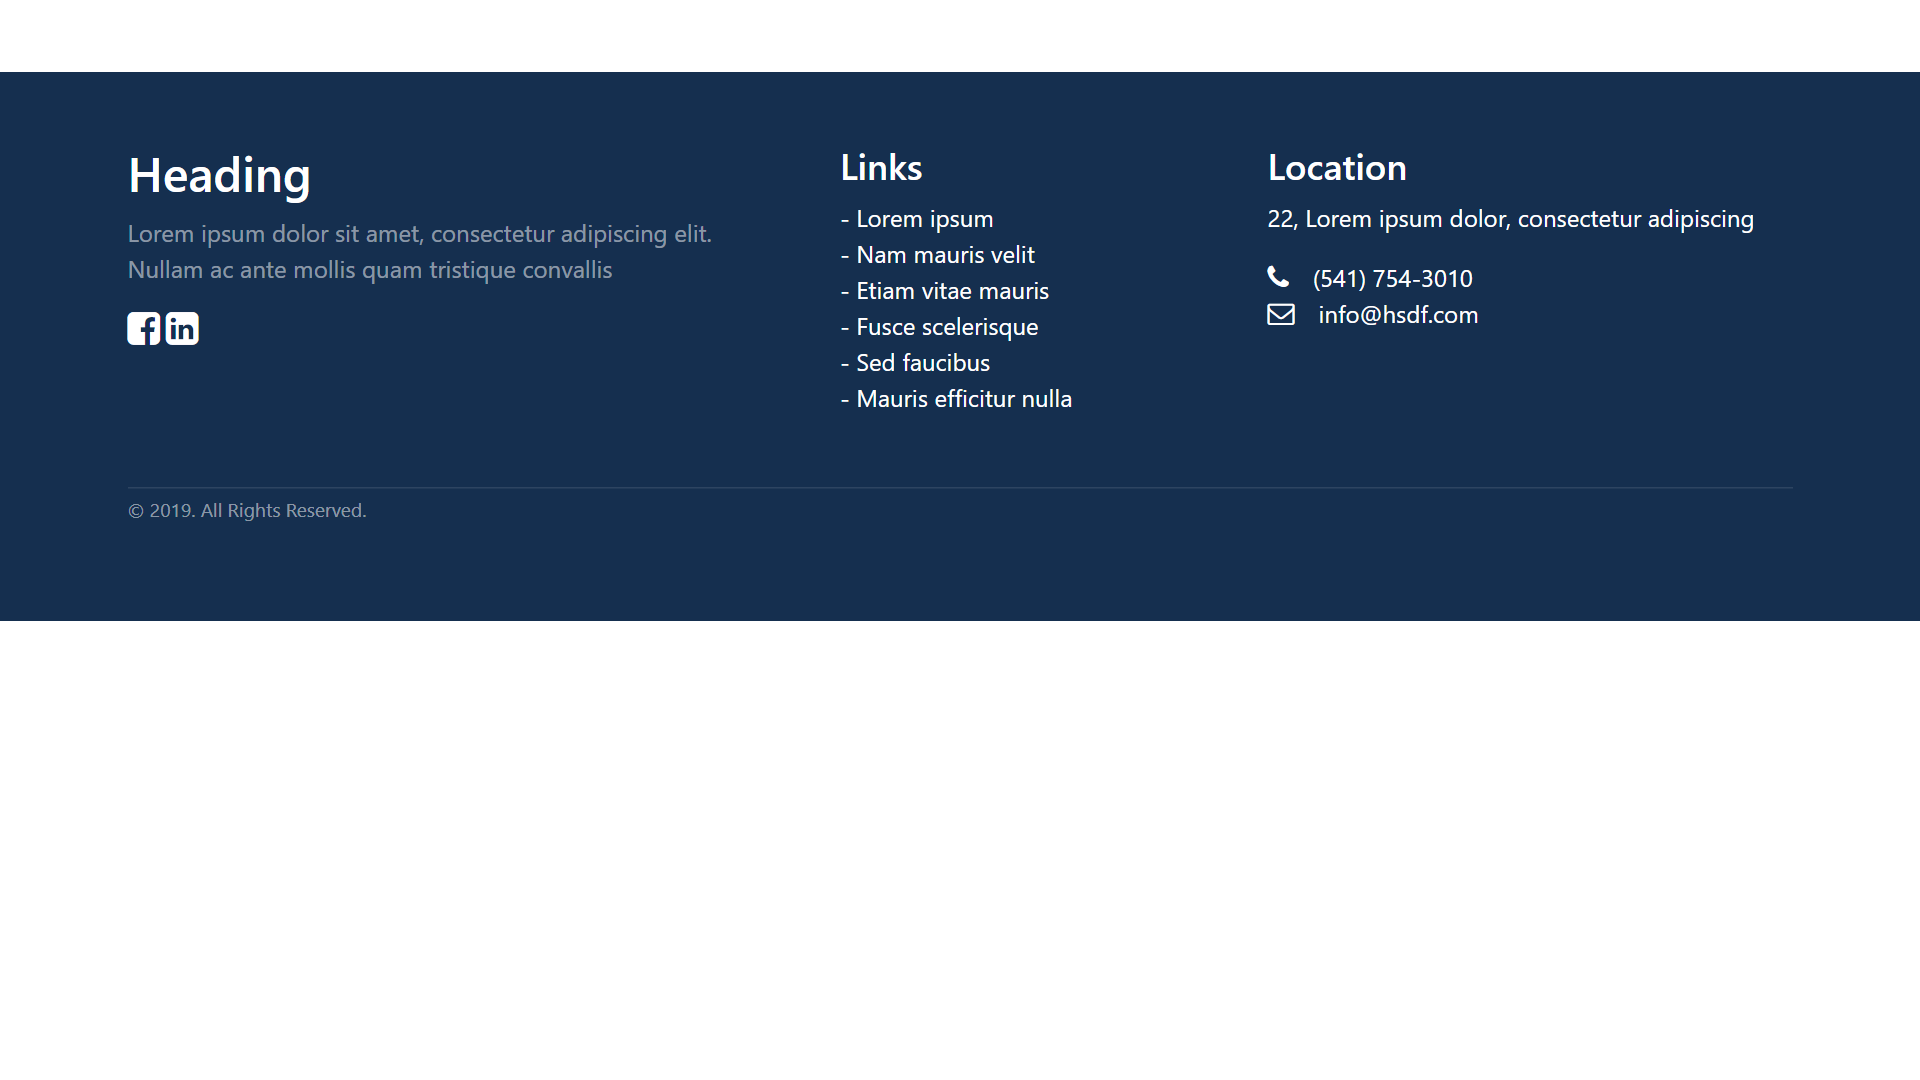 Heading
Lorem ipsum dolor sit amet, consectetur adipiscing elit.
Nullam ac ante mollis quam tristique convallis
Links
- Lorem ipsum
- Nam mauris velit
- Etiam vitae mauris
- Fusce scelerisque
- Sed faucibus
- Mauris efficitur nulla
Location
22, Lorem ipsum dolor, consectetur adipiscing
(541) 754-3010
info@hsdf.com
© 2019. All Rights Reserved.